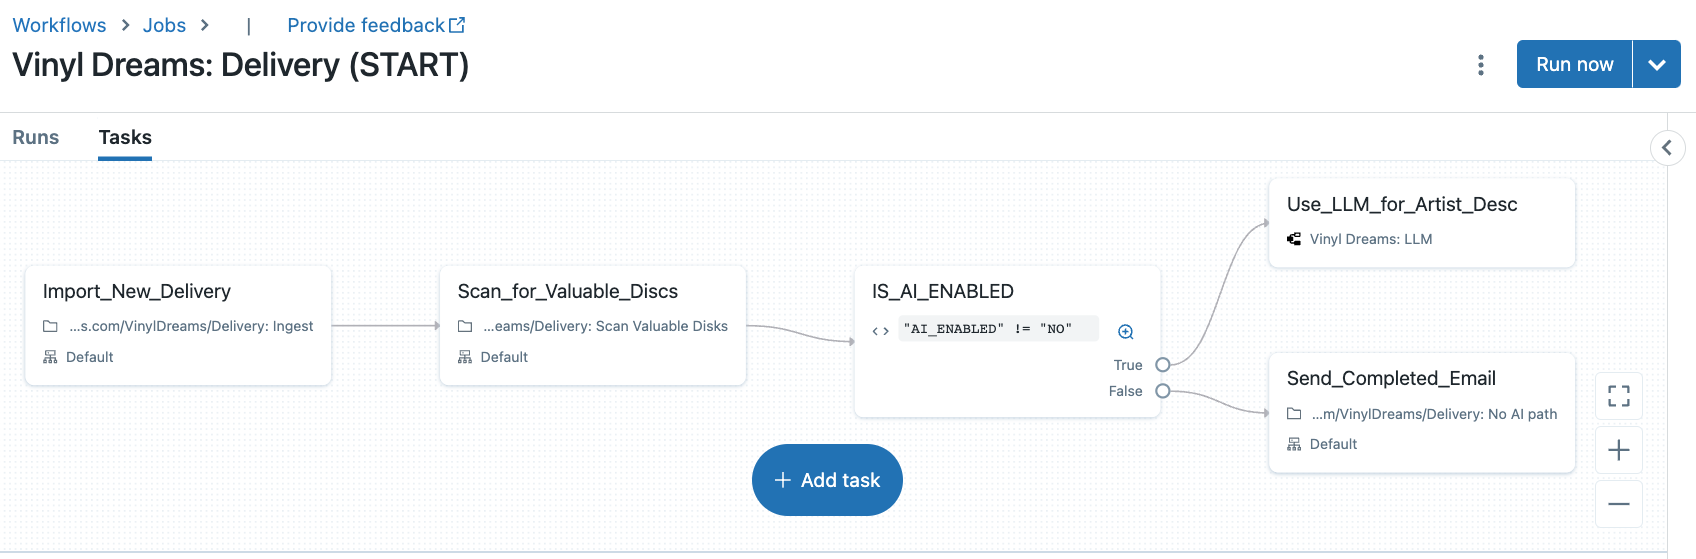 Workflows > Jobs > | Provide feedback
Vinyl Dreams: Delivery (START)
Run now
Runs Tasks
Import_New_Delivery
...s.com/VinylDreams/Delivery: Ingest
Default
Scan_for_Valuable_Discs
...eams/Delivery: Scan Valuable Disks
Default
IS_AI_ENABLED
"AI_ENABLED" != "NO"
True
False
Use_LLM_for_Artist_Desc
Vinyl Dreams: LLM
Send_Completed_Email
...m/VinylDreams/Delivery: No AI path
Default
+ Add task